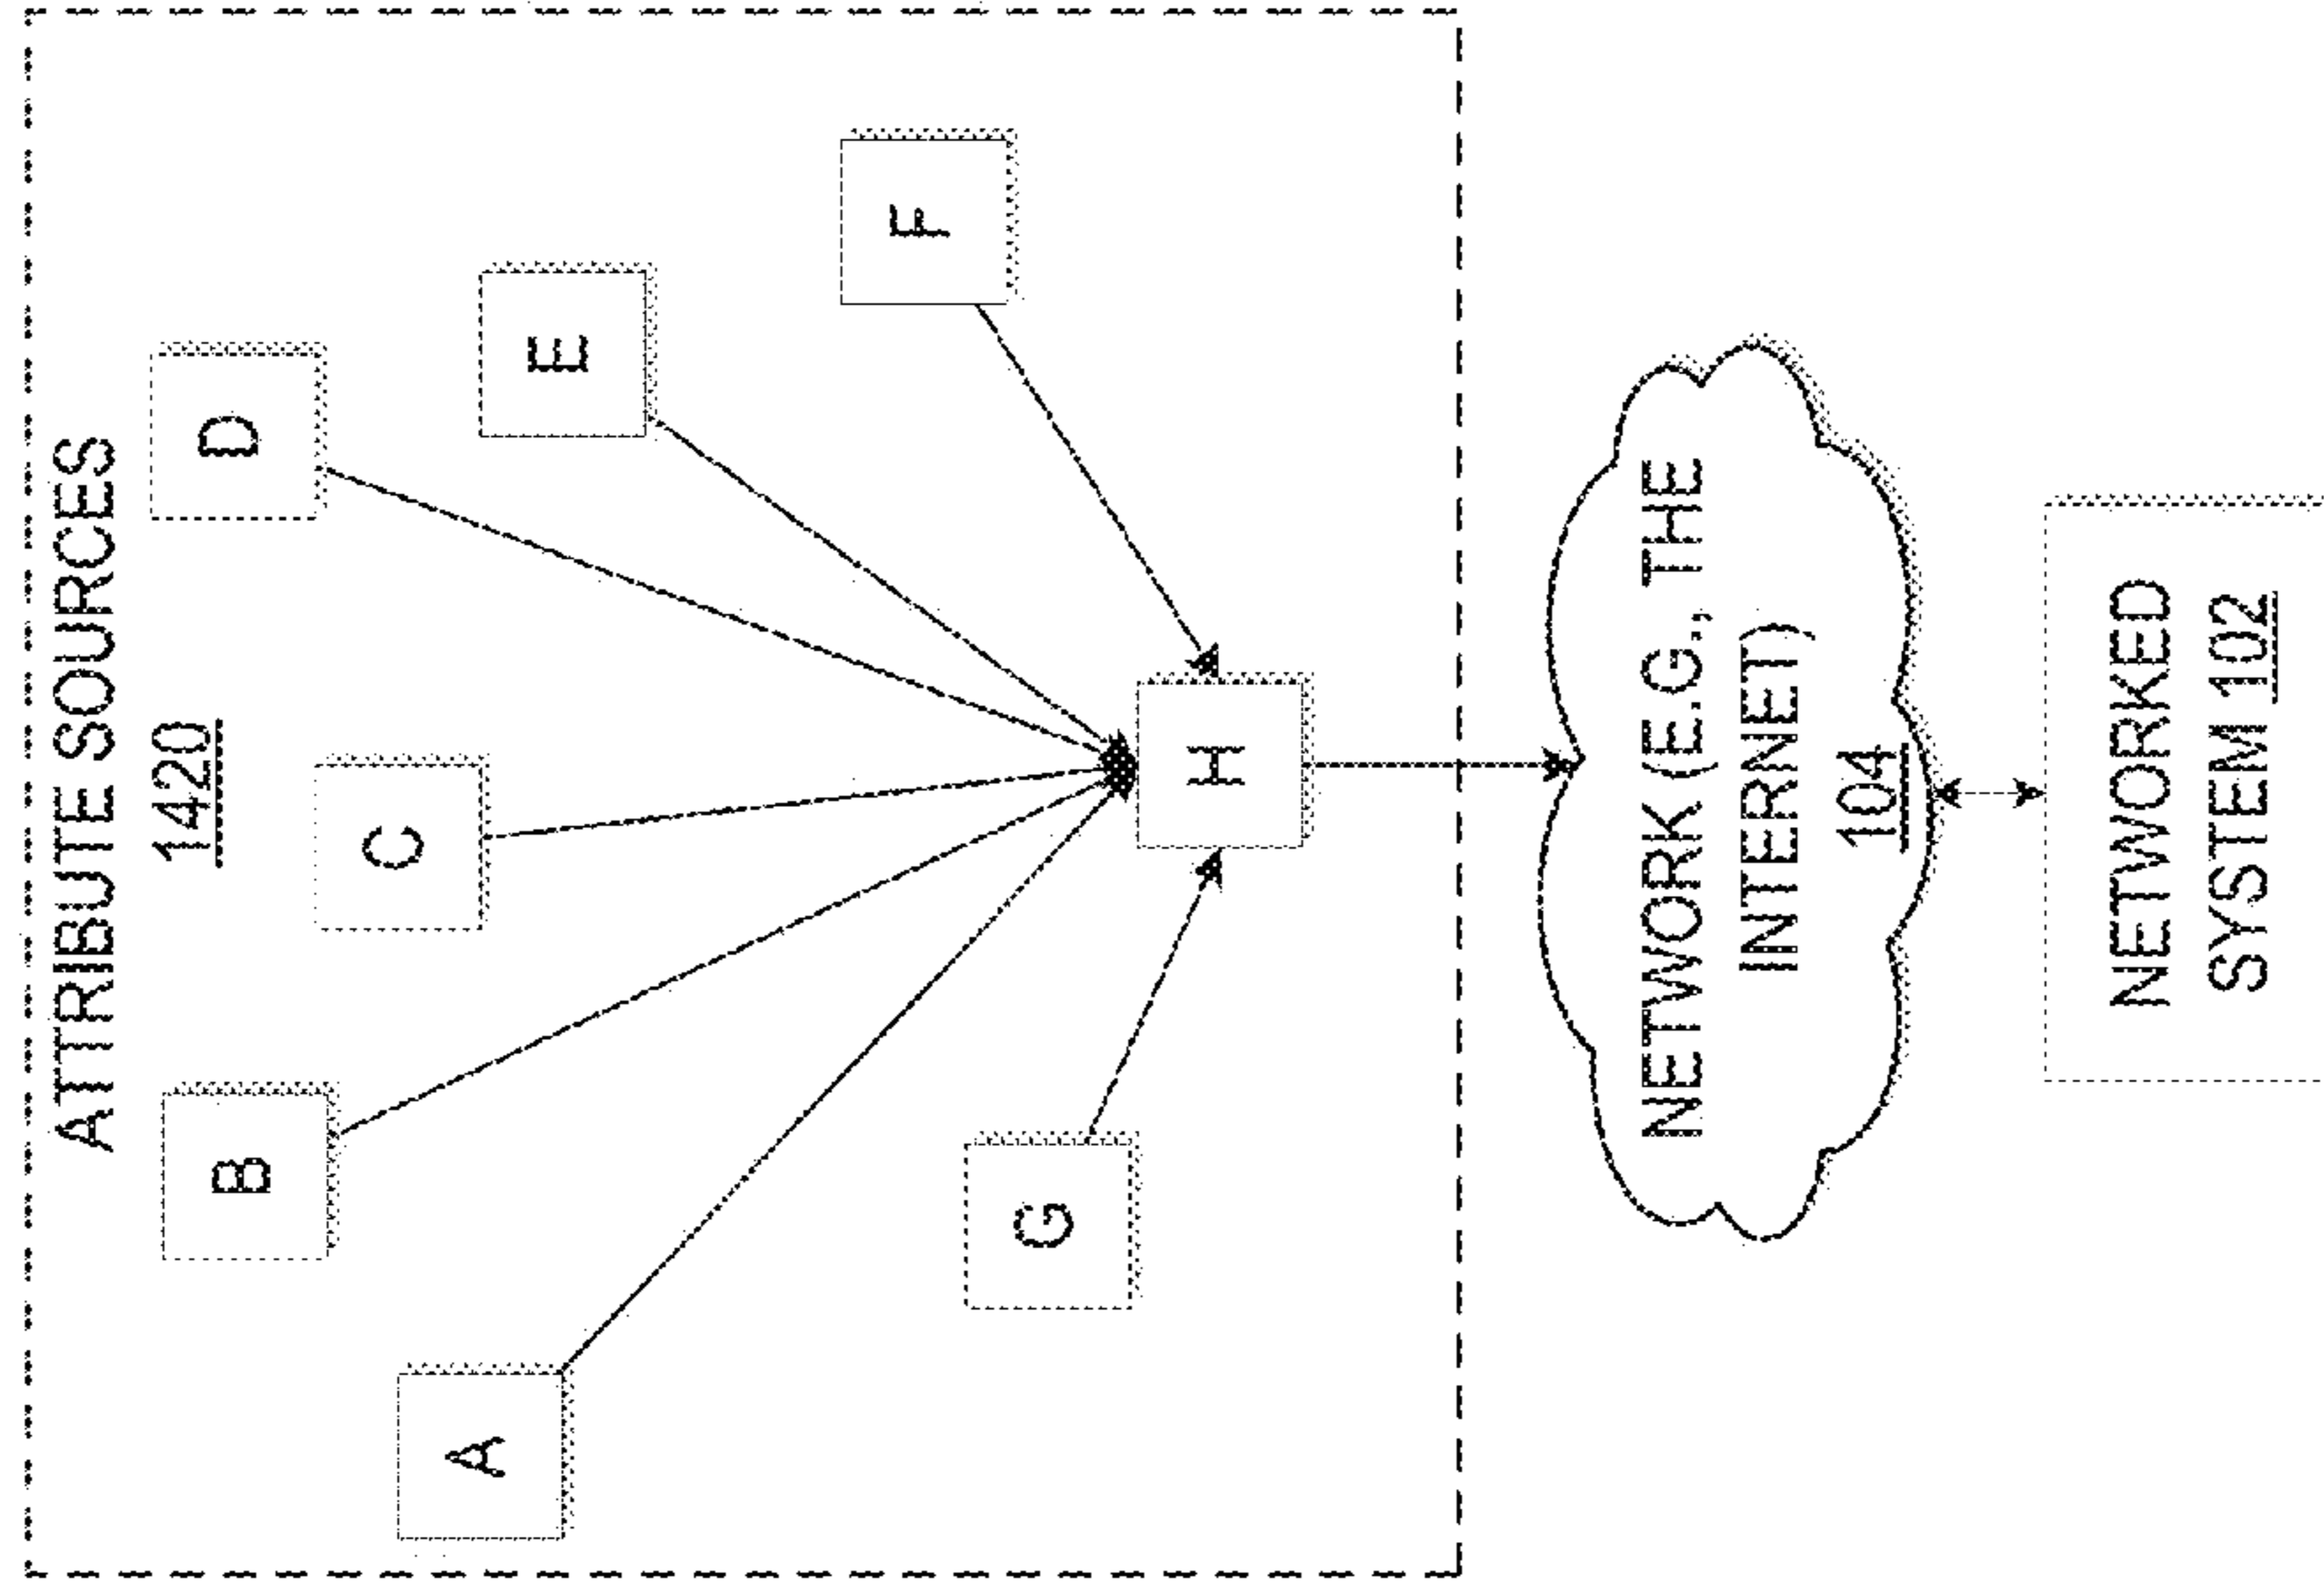 ATTRIBUTE SOURCES
1420
A
B
C
D
E
F
G
H
NETWORK (E.G., THE
INTERNET)
104
NETWORKED
SYSTEM 102